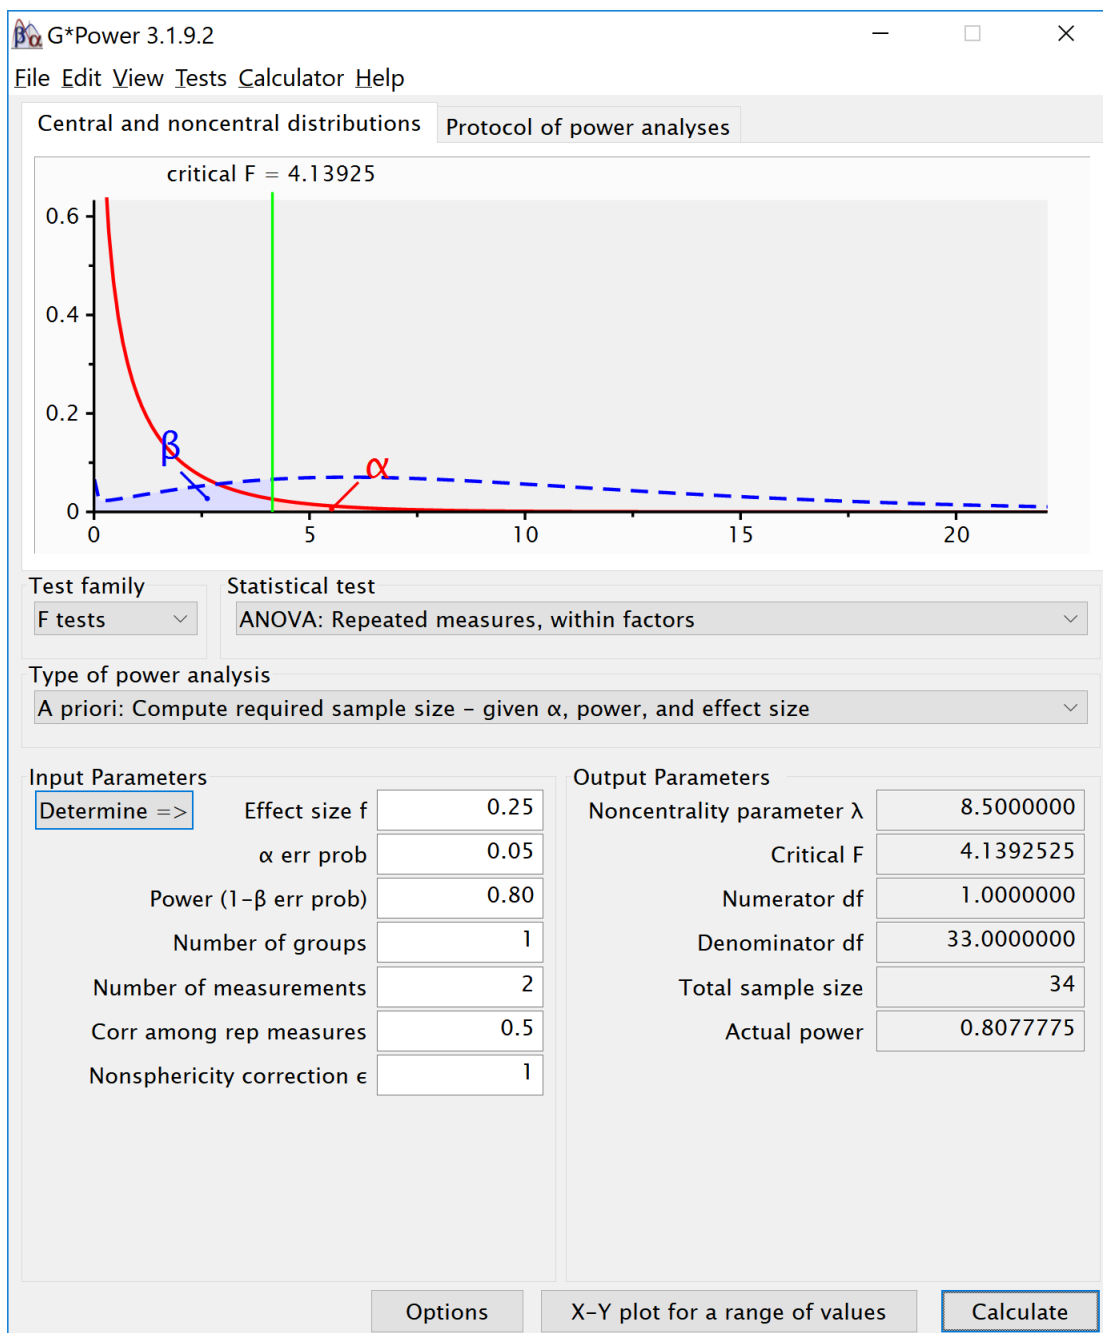 G*Power 3.1.9.2
File Edit View Tests Calculator Help
Central and noncentral distributions Protocol of power analyses
critical F = 4.13925
0.6
0.4
0.2
0
β
α
0 5 10 15 20
Test family Statistical test
F tests ANOVA: Repeated measures, within factors
Type of power analysis
A priori: Compute required sample size – given α, power, and effect size
Input Parameters Output Parameters
Determine => Effect size f 0.25 Noncentrality parameter λ 8.5000000
α err prob 0.05 Critical F 4.1392525
Power (1–β err prob) 0.80 Numerator df 1.0000000
Number of groups 1 Denominator df 33.0000000
Number of measurements 2 Total sample size 34
Corr among rep measures 0.5 Actual power 0.8077775
Nonsphericity correction ϵ 1
Options X–Y plot for a range of values Calculate